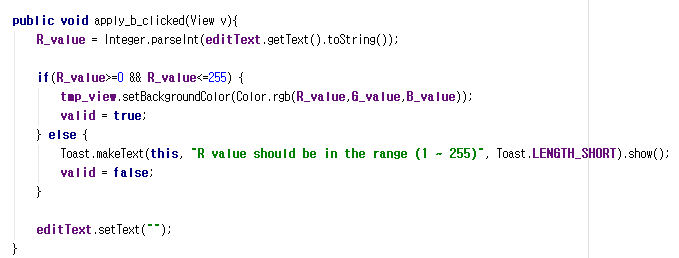 public void apply_b_clicked(View v){
R_value = Integer.parseInt(editText.getText().toString());
if(R_value>=0 && R_value<=255) {
tmp_view.setBackgroundColor(Color.rgb(R_value,G_value,B_value));
valid = true;
} else {
Toast.makeText(this, "R value should be in the range (1 ~ 255)", Toast.LENGTH_SHORT).show();
valid = false;
}
editText.setText("");
}